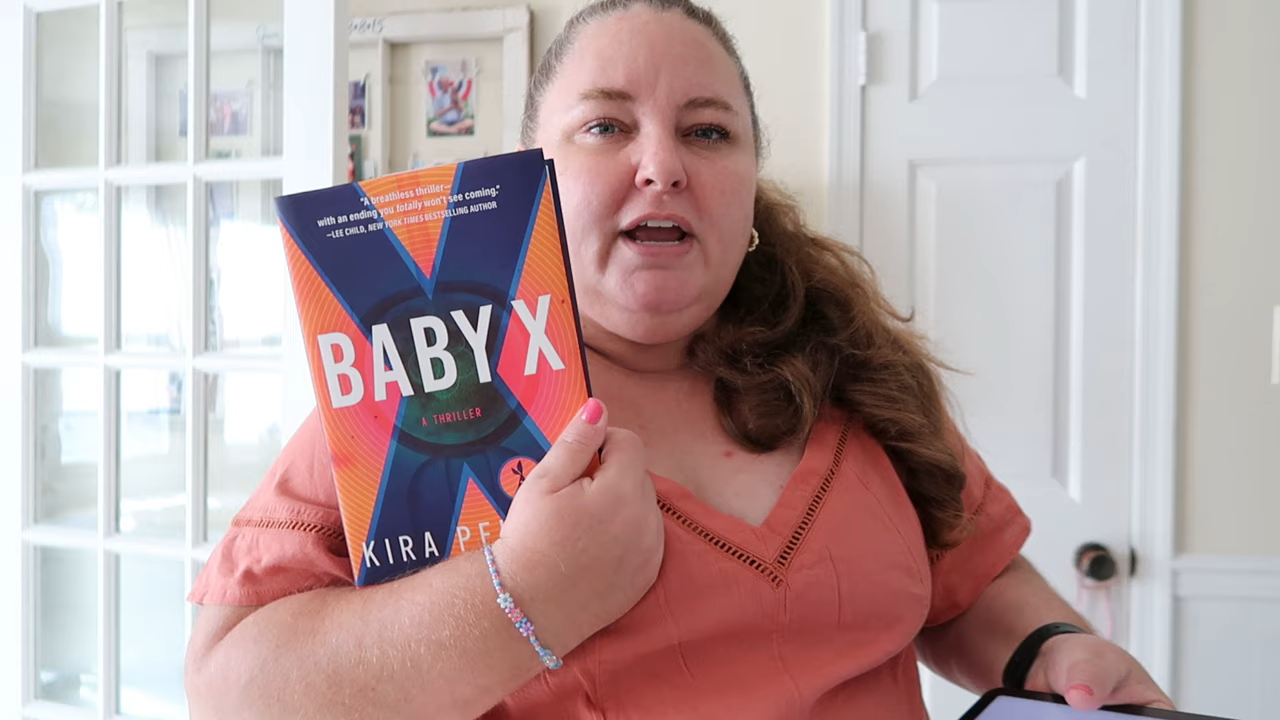 "A breathless thriller—
with an ending you totally won't see coming."
—LEE CHILD, NEW YORK TIMES BESTSELLING AUTHOR
BABY X
A THRILLER
KIRA